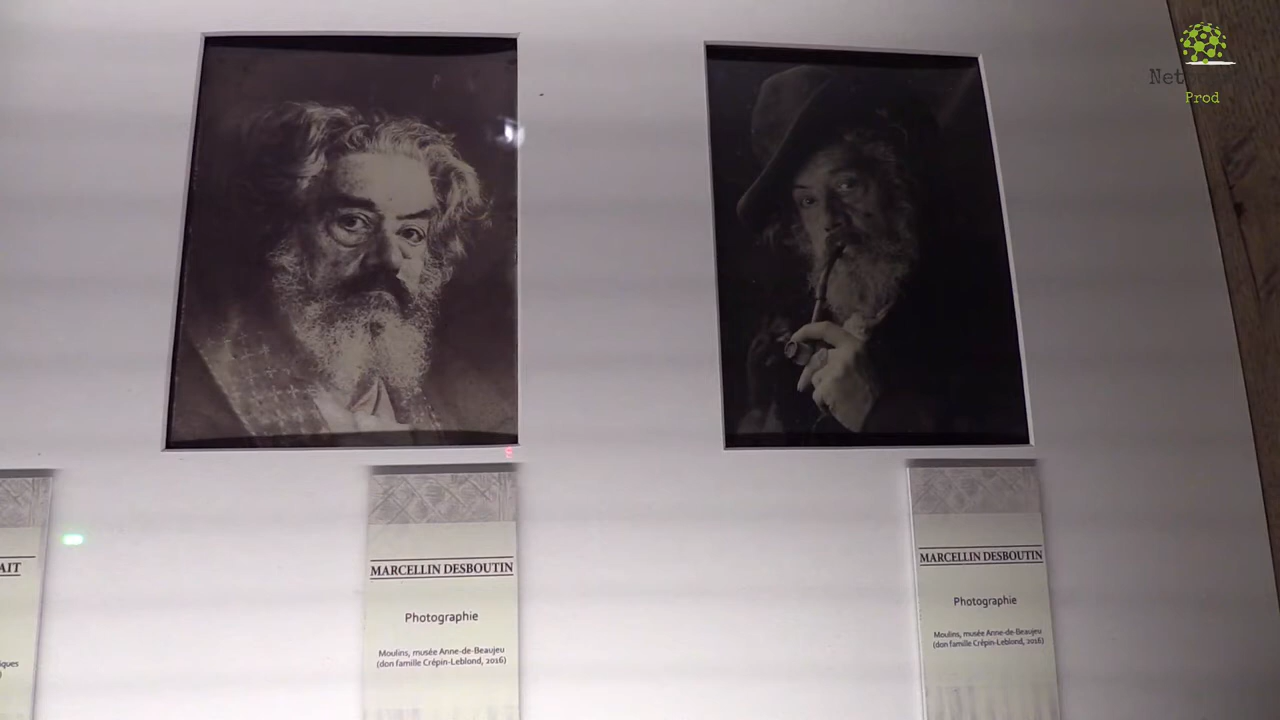 Prod
AIT
iques
)
MARCELLIN DESBOUTIN
Photographie
Moulins, musée Anne-de-Beaujeu
(don famille Crépin-Leblond, 2016)
MARCELLIN DESBOUTIN
Photographie
Moulins, musée Anne-de-Beaujeu
(don famille Crépin-Leblond, 2016)